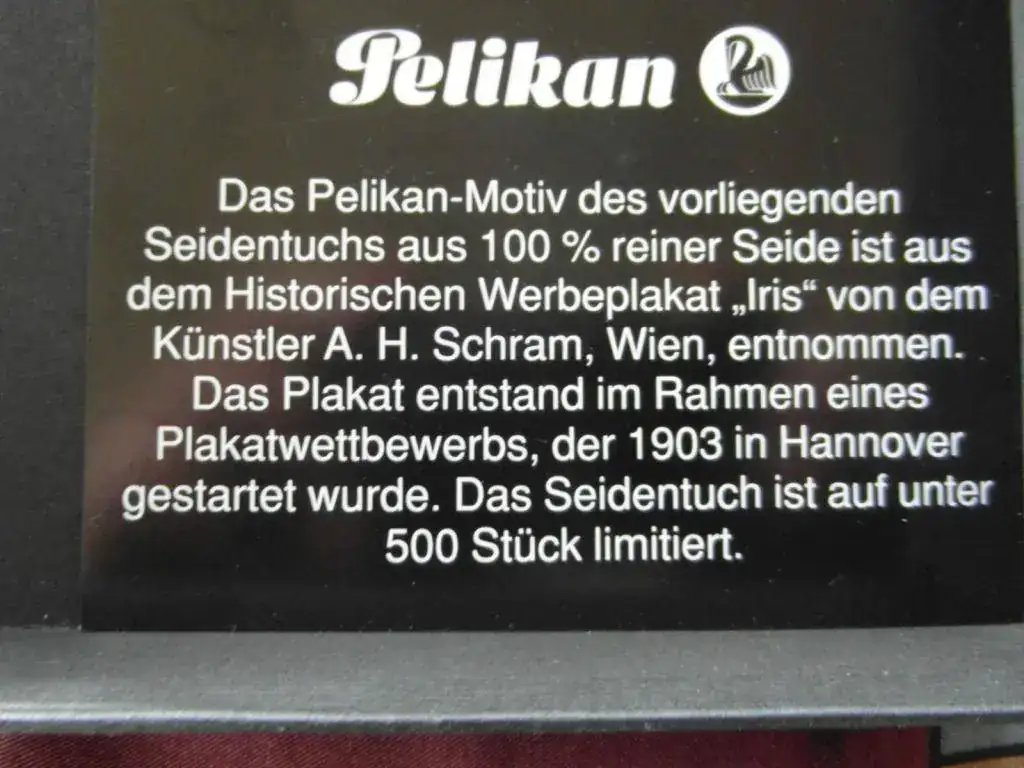 Pelikan
Das Pelikan-Motiv des vorliegenden
Seidentuchs aus 100 % reiner Seide ist aus
dem Historischen Werbeplakat „Iris“ von dem
Künstler A. H. Schram, Wien, entnommen.
Das Plakat entstand im Rahmen eines
Plakatwettbewerbs, der 1903 in Hannover
gestartet wurde. Das Seidentuch ist auf unter
500 Stück limitiert.